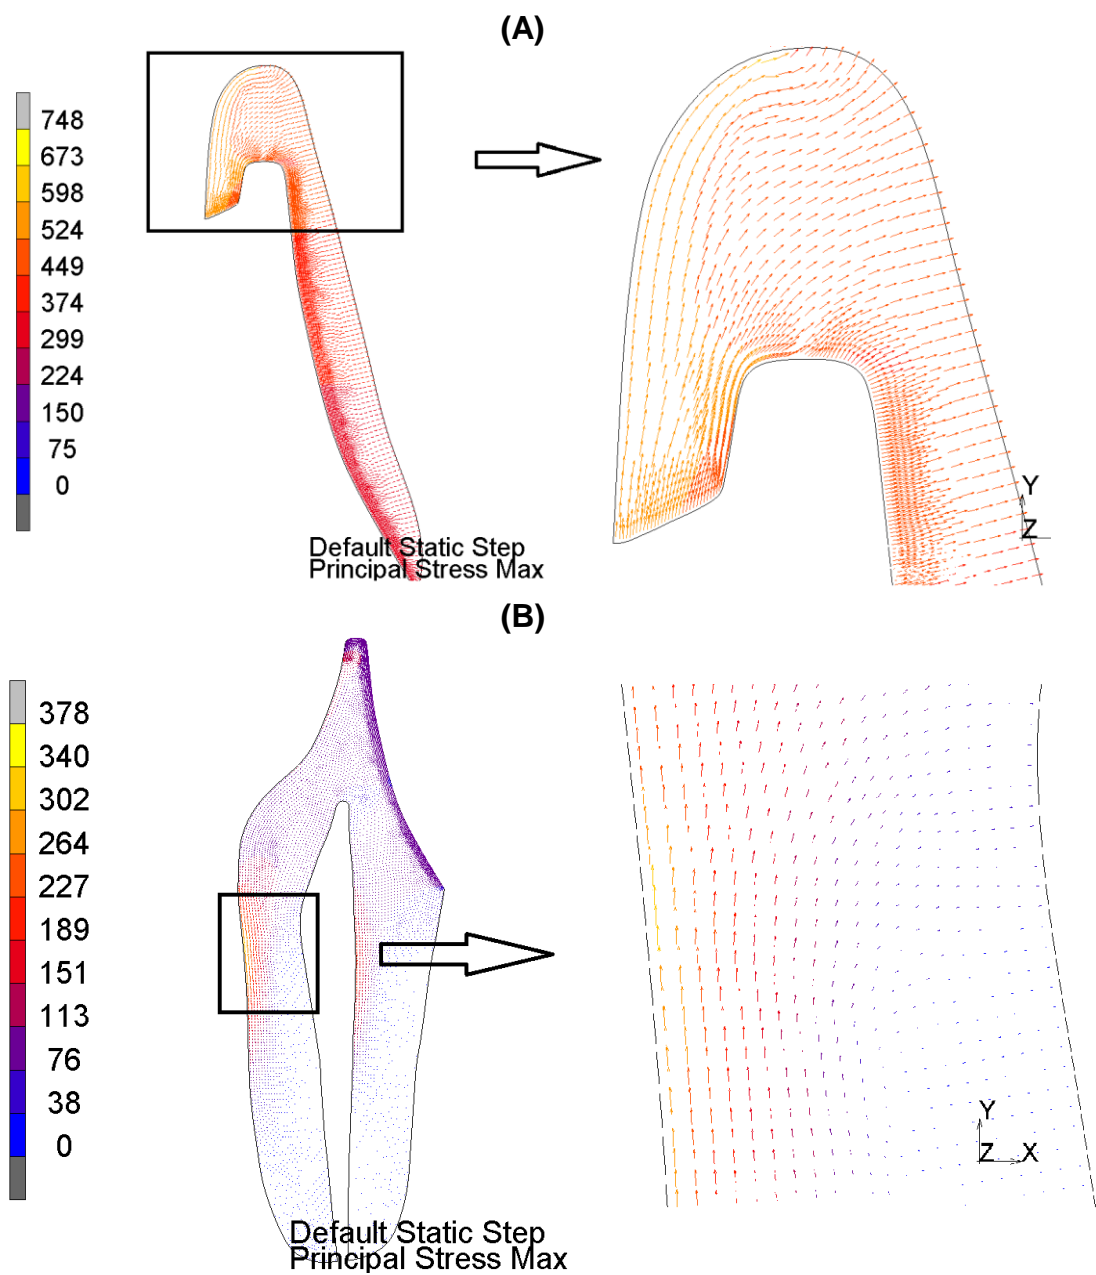 (A)
748
673
598
524
449
374
299
224
150
75
0
Y
Z
Default Static Step
Principal Stress Max
(B)
378
340
302
264
227
189
151
113
76
38
0
Y
Z X
Default Static Step
Principal Stress Max